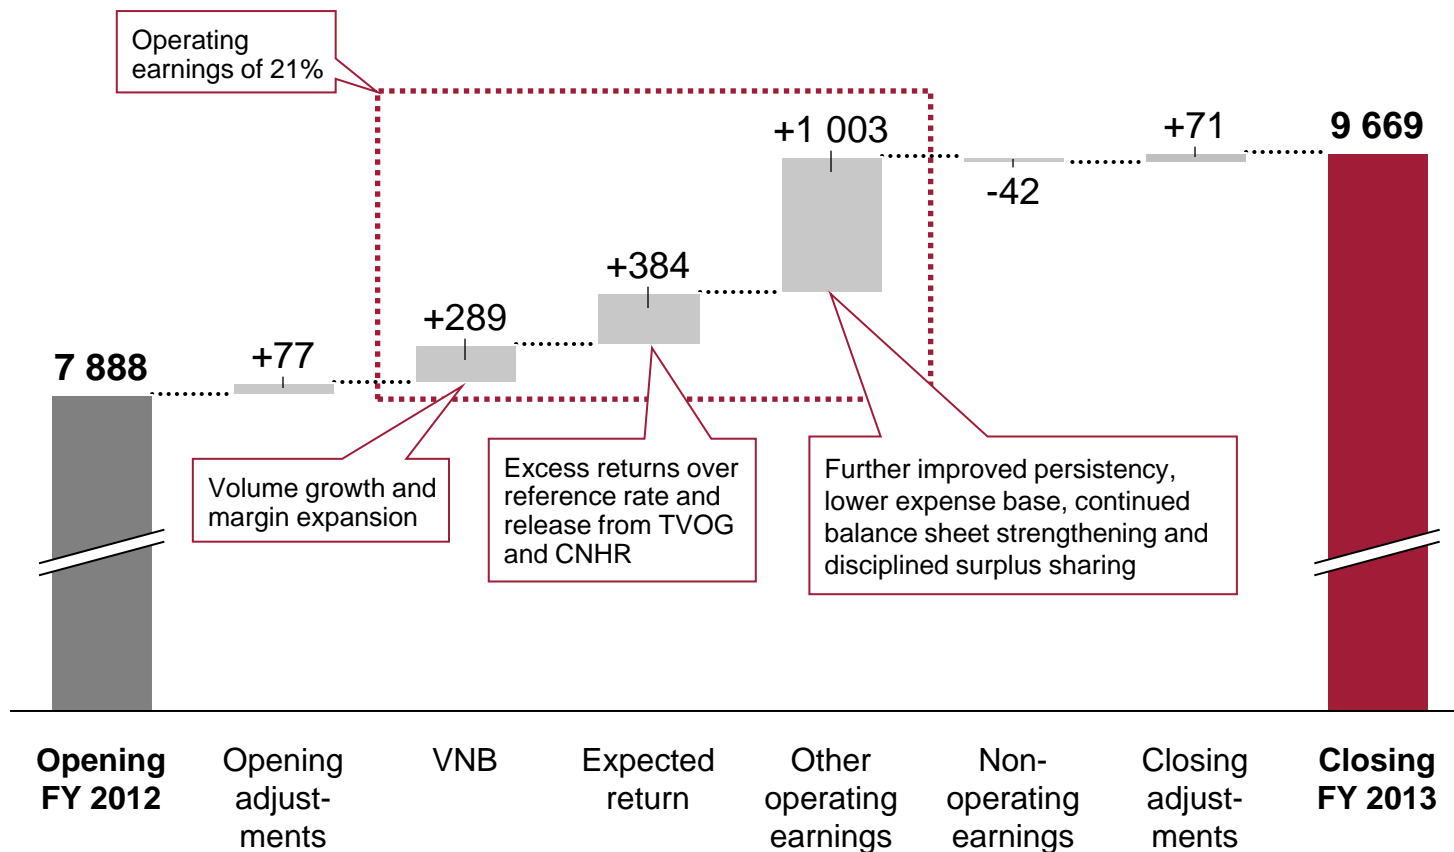 Operating
earnings of 21%
+1 003
+71
9 669
-42
+384
+289
+77
7 888
Volume growth and
margin expansion
Excess returns over
reference rate and
release from TVOG
and CNHR
Further improved persistency,
lower expense base, continued
balance sheet strengthening and
disciplined surplus sharing
Opening
FY 2012
Opening
adjust-
ments
VNB
Expected
return
Other
operating
earnings
Non-
operating
earnings
Closing
adjust-
ments
Closing
FY 2013